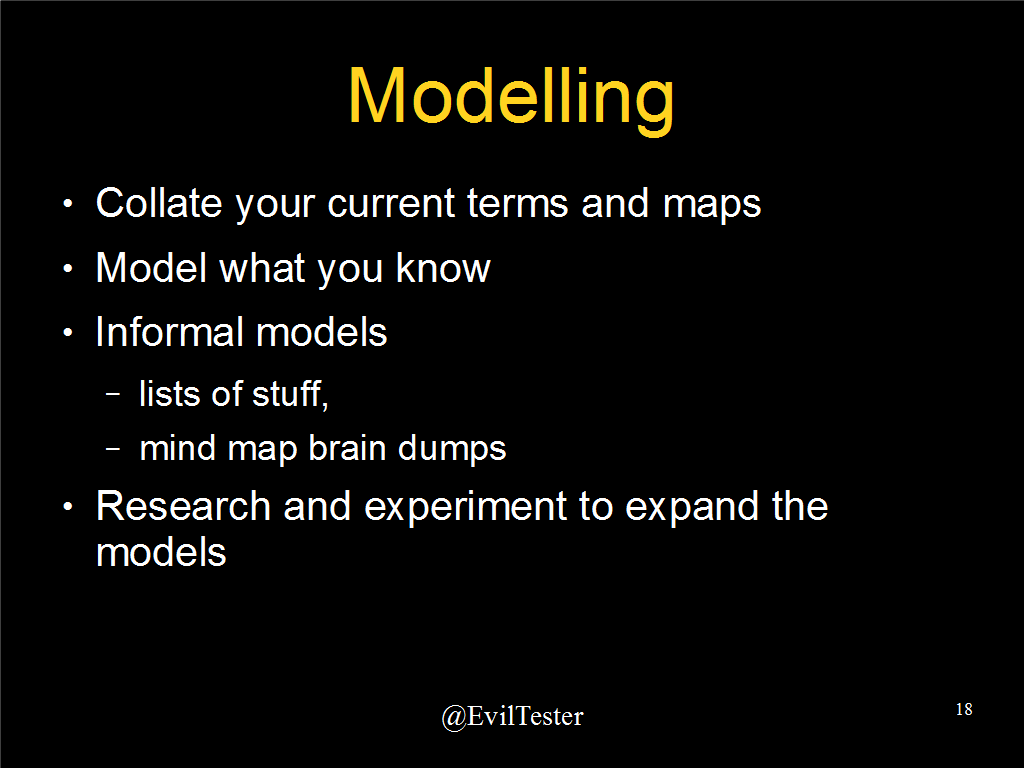 Modelling
• Collate your current terms and maps
• Model what you know
• Informal models
– lists of stuff,
– mind map brain dumps
• Research and experiment to expand the
models
@EvilTester
18